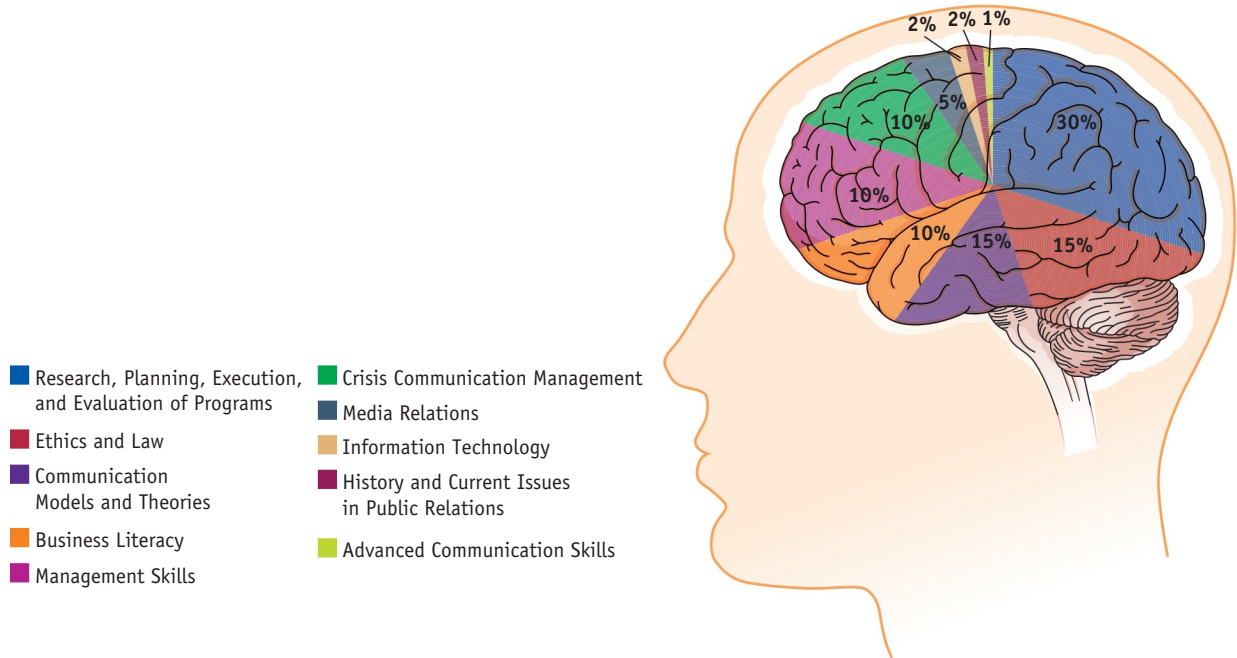 2%
2%
1%
5%
10%
30%
10%
10%
15%
15%
Research, Planning, Execution,
and Evaluation of Programs
Ethics and Law
Communication
Models and Theories
Business Literacy
Management Skills
Crisis Communication Management
Media Relations
Information Technology
History and Current Issues
in Public Relations
Advanced Communication Skills